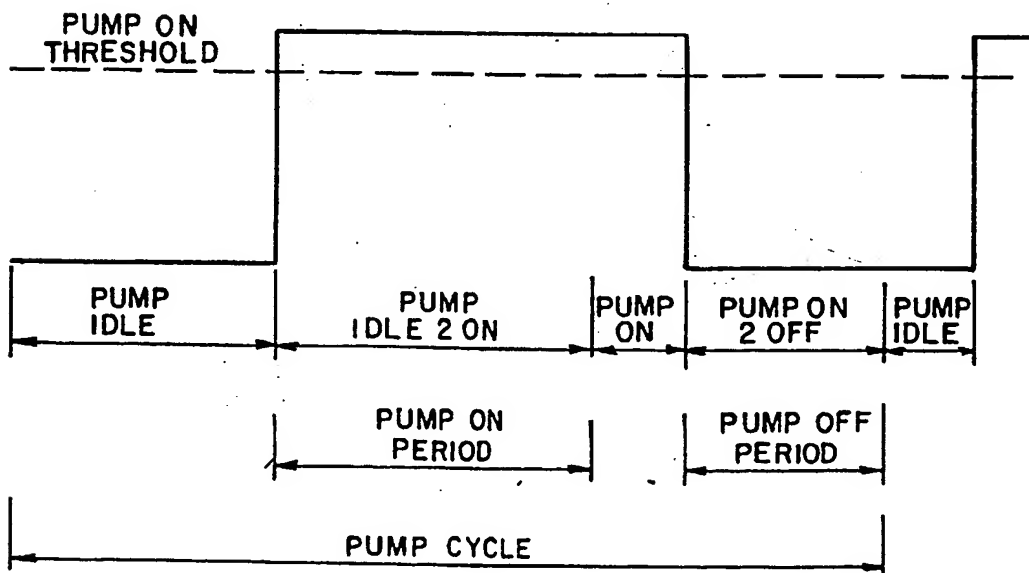 PUMP ON
THRESHOLD
PUMP
IDLE
PUMP
IDLE 2 ON
PUMP
ON
PUMP ON
2 OFF
PUMP
IDLE
PUMP ON
PERIOD
PUMP OFF
PERIOD
PUMP CYCLE